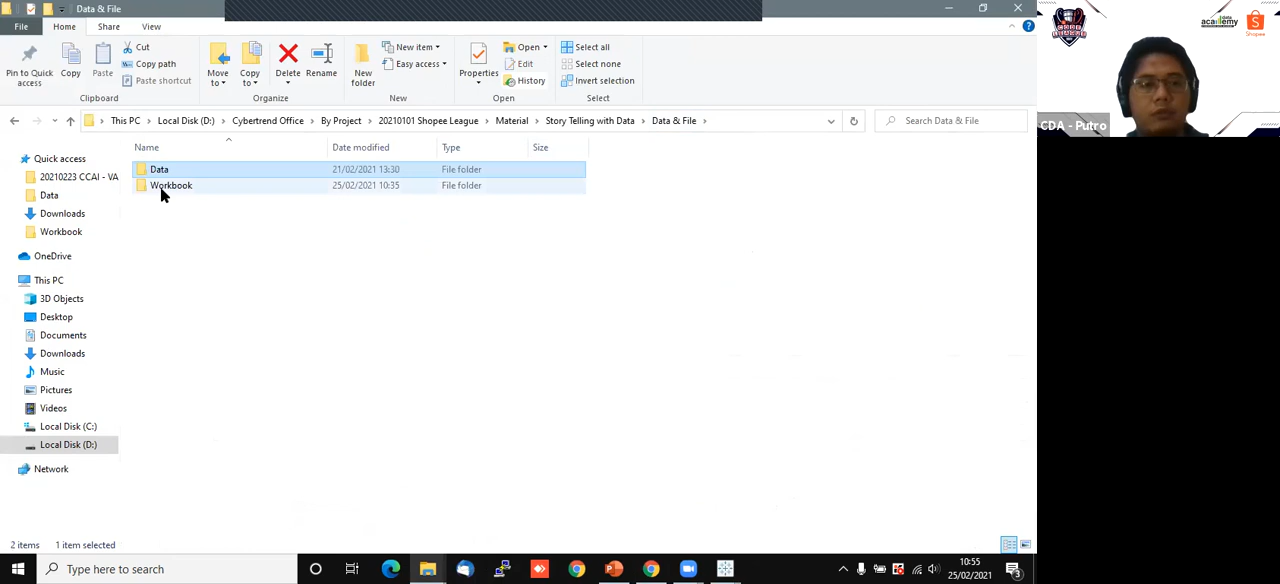 Data & File
File Home Share View
Pin to Quick access
Copy
Paste
Cut
Copy path
Paste shortcut
Clipboard
Move to
Copy to
Delete
Rename
Organize
New folder
New item
Easy access
New
Properties
Open
Edit
History
Open
Select all
Select none
Invert selection
Select
This PC > Local Disk (D:) > Cybertrend Office > By Project > 20210101 Shopee League > Material > Story Telling with Data > Data & File >
Search Data & File
Name Date modified Type Size
Data 21/02/2021 13:30 File folder
Workbook 25/02/2021 10:35 File folder
Quick access
20210223 CCAI - VA
Data
Downloads
Workbook
OneDrive
This PC
3D Objects
Desktop
Documents
Downloads
Music
Pictures
Videos
Local Disk (C:)
Local Disk (D:)
Network
2 items 1 item selected
Type here to search
10:55
25/02/2021
3
CODE LEAGUE
data academy
Shopee
CDA - Putro